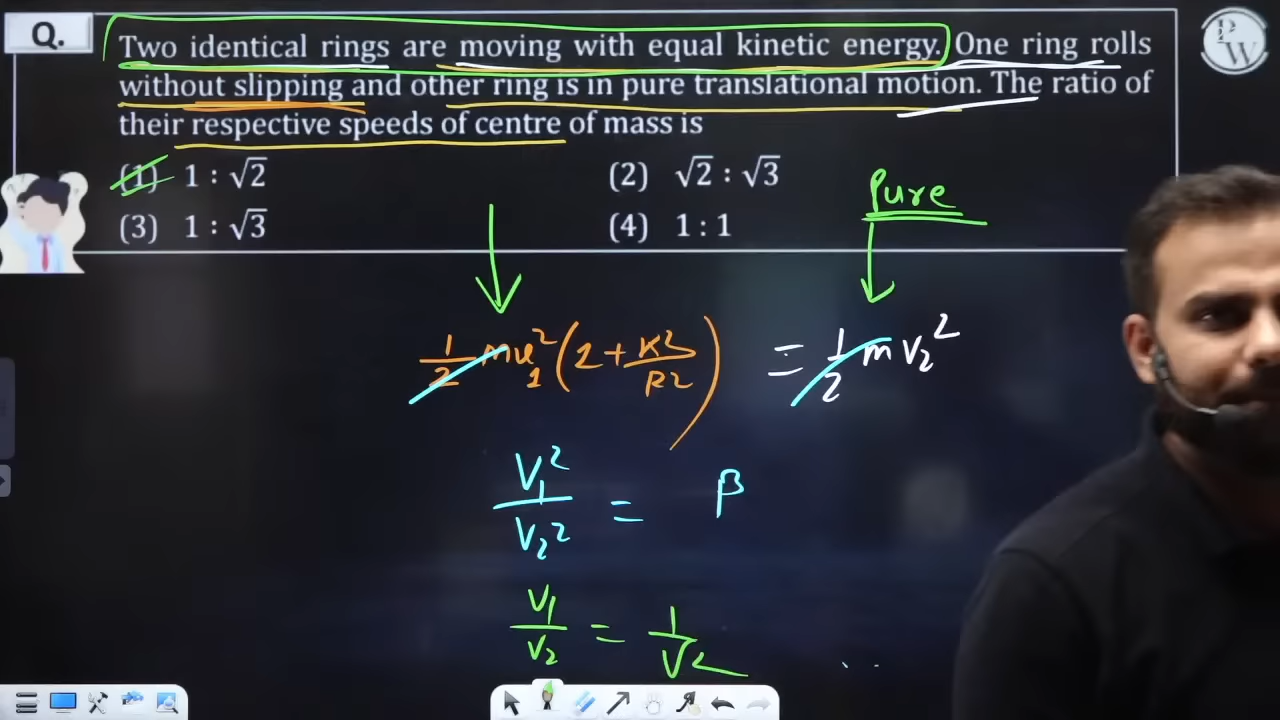 Q.
Two identical rings are moving with equal kinetic energy. One ring rolls
without slipping and other ring is in pure translational motion. The ratio of
their respective speeds of centre of mass is
(1) 1 : √2
(2) √2 : √3
(3) 1 : √3
(4) 1 : 1
PW
Pure
1/2 mv₁² (1 + K²/R²) = 1/2 m v₂²
V₁²/V₂² = β
V₁/V₂ = 1/√2